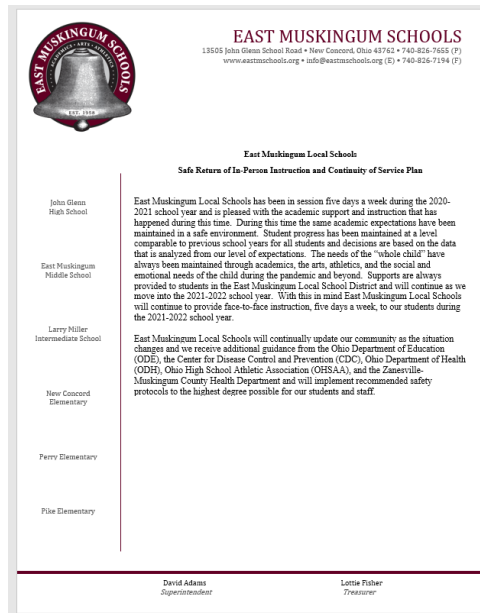 EAST MUSKINGUM SCHOOLS
ACADEMICS • ARTS • ATHLETICS
EST. 1958
EAST MUSKINGUM SCHOOLS
13505 John Glenn School Road • New Concord, Ohio 43762 • 740-826-7655 (P)
www.eastmschools.org • info@eastmschools.org (E) • 740-826-7194 (F)
East Muskingum Local Schools
Safe Return of In-Person Instruction and Continuity of Service Plan
John Glenn
High School
East Muskingum
Middle School
Larry Miller
Intermediate School
New Concord
Elementary
Perry Elementary
Pike Elementary
East Muskingum Local Schools has been in session five days a week during the 2020-
2021 school year and is pleased with the academic support and instruction that has
happened during this time.  During this time the same academic expectations have been
maintained in a safe environment.  Student progress has been maintained at a level
comparable to previous school years for all students and decisions are based on the data
that is analyzed from our level of expectations.  The needs of the “whole child” have
always been maintained through academics, the arts, athletics, and the social and
emotional needs of the child during the pandemic and beyond.  Supports are always
provided to students in the East Muskingum Local School District and will continue as we
move into the 2021-2022 school year.  With this in mind East Muskingum Local Schools
will continue to provide face-to-face instruction, five days a week, to our students during
the 2021-2022 school year.
East Muskingum Local Schools will continually update our community as the situation
changes and we receive additional guidance from the Ohio Department of Education
(ODE), the Center for Disease Control and Prevention (CDC), Ohio Department of Health
(ODH), Ohio High School Athletic Association (OHSAA), and the Zanesville-
Muskingum County Health Department and will implement recommended safety
protocols to the highest degree possible for our students and staff.
David Adams
Superintendent
Lottie Fisher
Treasurer